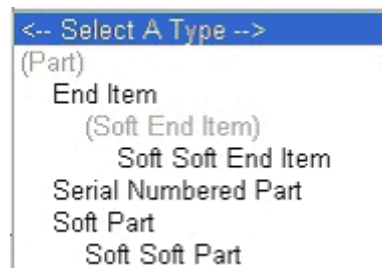 <-- Select A Type -->
(Part)
End Item
(Soft End Item)
Soft Soft End Item
Serial Numbered Part
Soft Part
Soft Soft Part